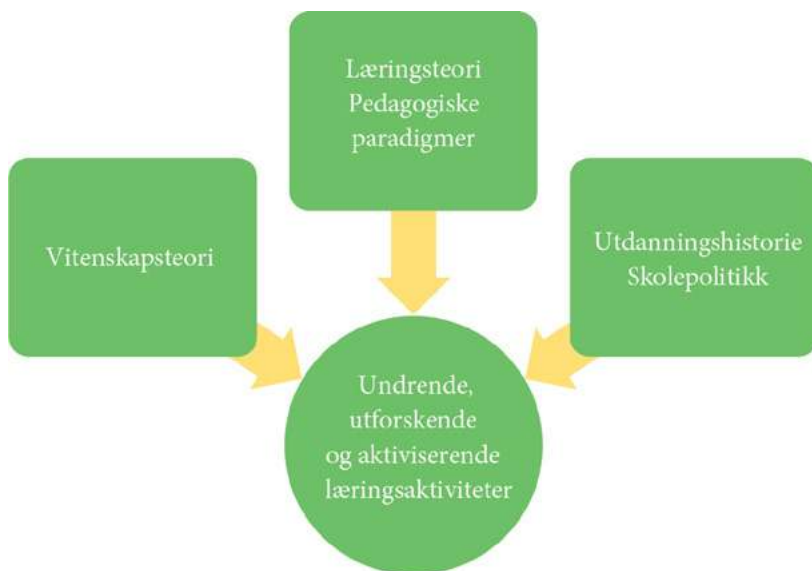 Læringsteori
Pedagogiske
paradigmer
Vitenskapsteori
Utdanningshistorie
Skolepolitikk
Undrende,
utforskende
og aktiviserende
læringsaktiviteter